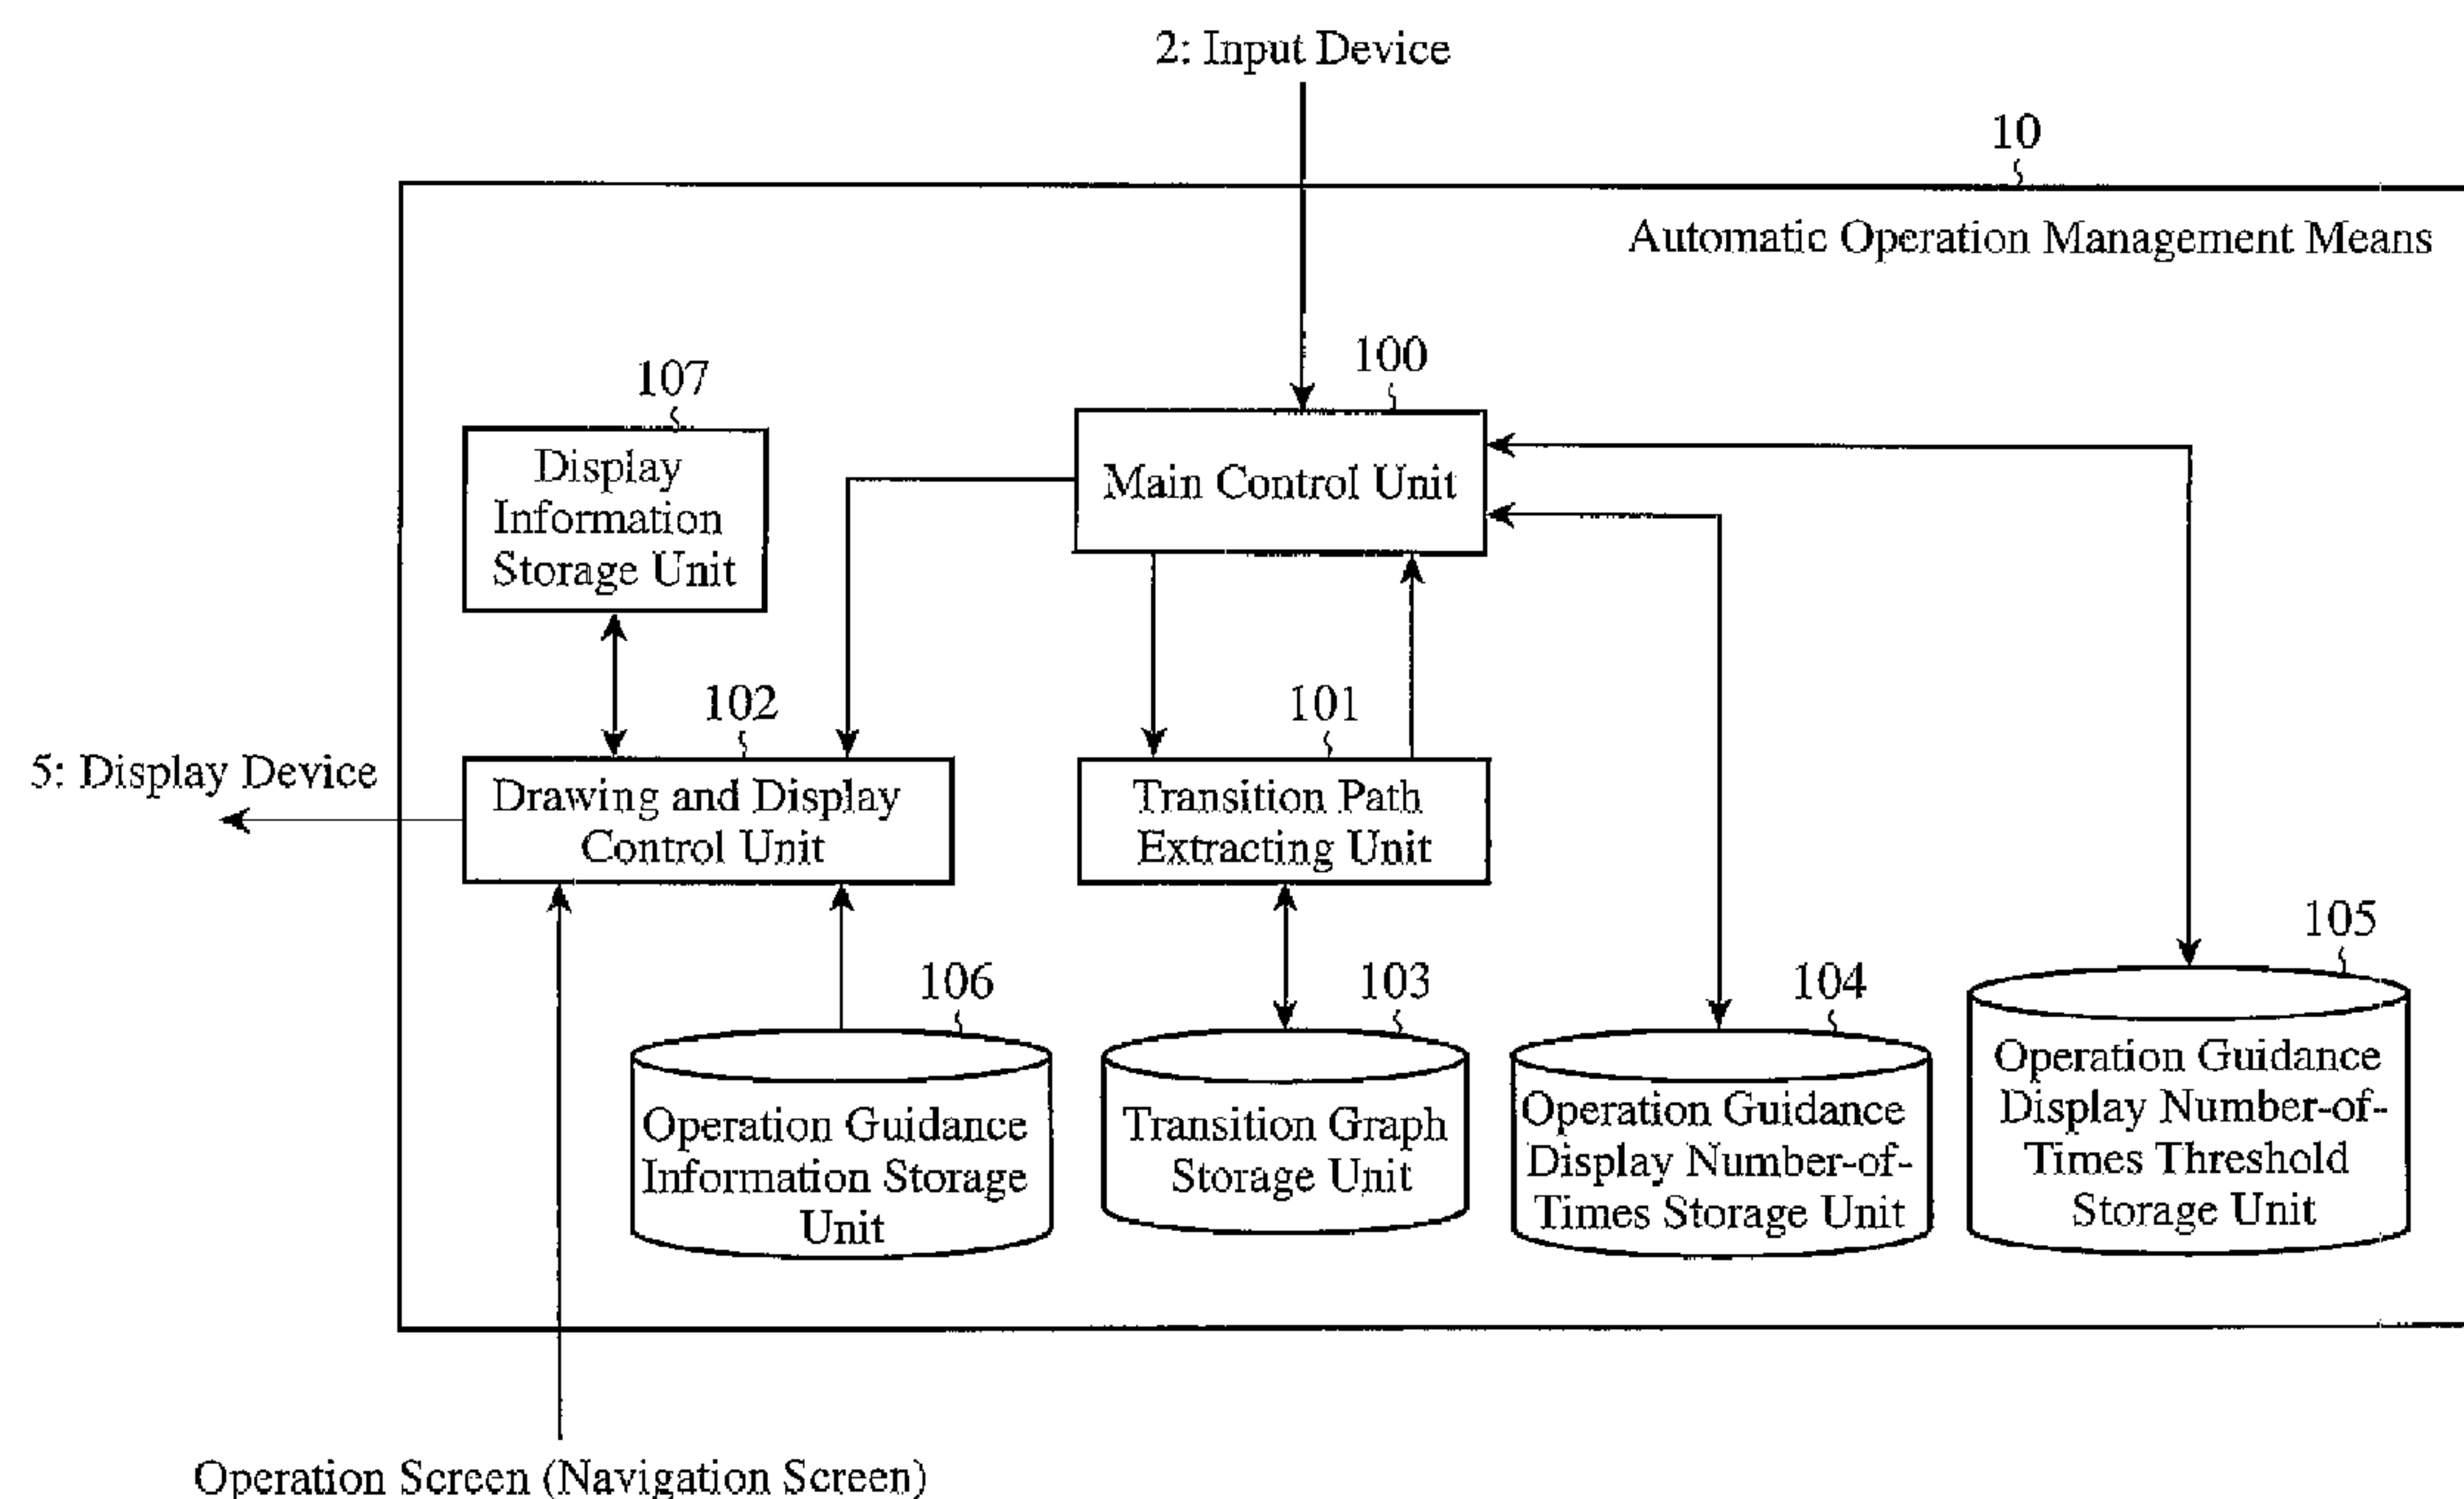 2: Input Device
10
Automatic Operation Management Means
100
107
Main Control Unit
Display
Information
Storage Unit
102
101
5: Display Device
Drawing and Display
Control Unit
Transition Path
Extracting Unit
105
106
103
104
Operation Guidance
Information Storage
Unit
Transition Graph
Storage Unit
Operation Guidance
Display Number-of-
Times Storage Unit
Operation Guidance
Display Number-of-
Times Threshold
Storage Unit
Operation Screen (Navigation Screen)